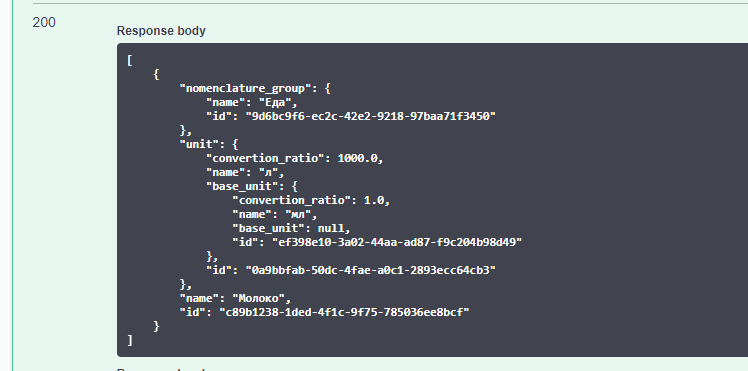 200
Response body
[
    {
        "nomenclature_group": {
            "name": "Еда",
            "id": "9d6bc9f6-ec2c-42e2-9218-97baa71f3450"
        },
        "unit": {
            "convertion_ratio": 1000.0,
            "name": "л",
            "base_unit": {
                "convertion_ratio": 1.0,
                "name": "мл",
                "base_unit": null,
                "id": "ef398e10-3a02-44aa-ad87-f9c204b98d49"
            },
            "id": "0a9bbfab-50dc-4fae-a0c1-2893ecc64cb3"
        },
        "name": "Молоко",
        "id": "c89b1238-1ded-4f1c-9f75-785036ee8bcf"
    }
]